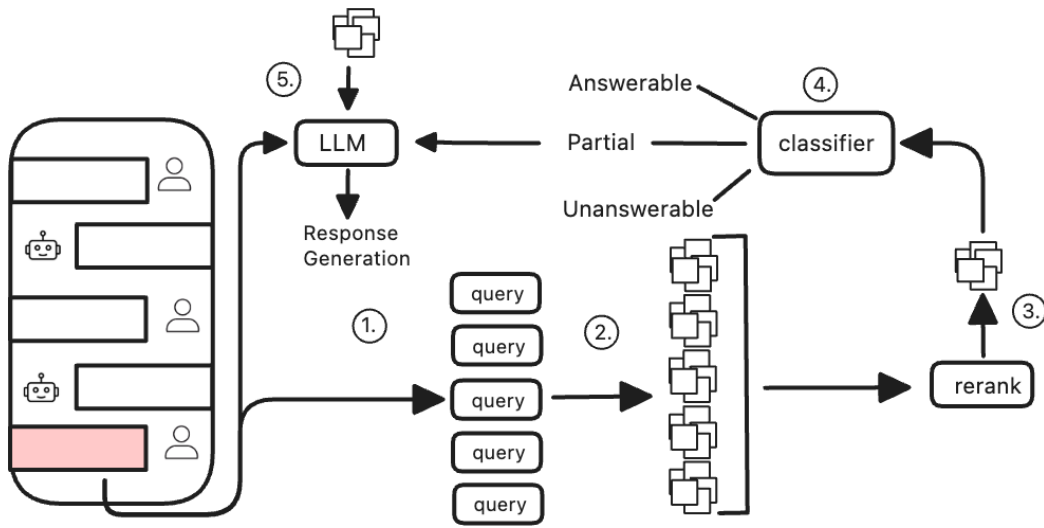 5.
LLM
Response
Generation
Answerable
Partial
Unanswerable
4.
classifier
1.
query
query
query
query
query
2.
3.
rerank